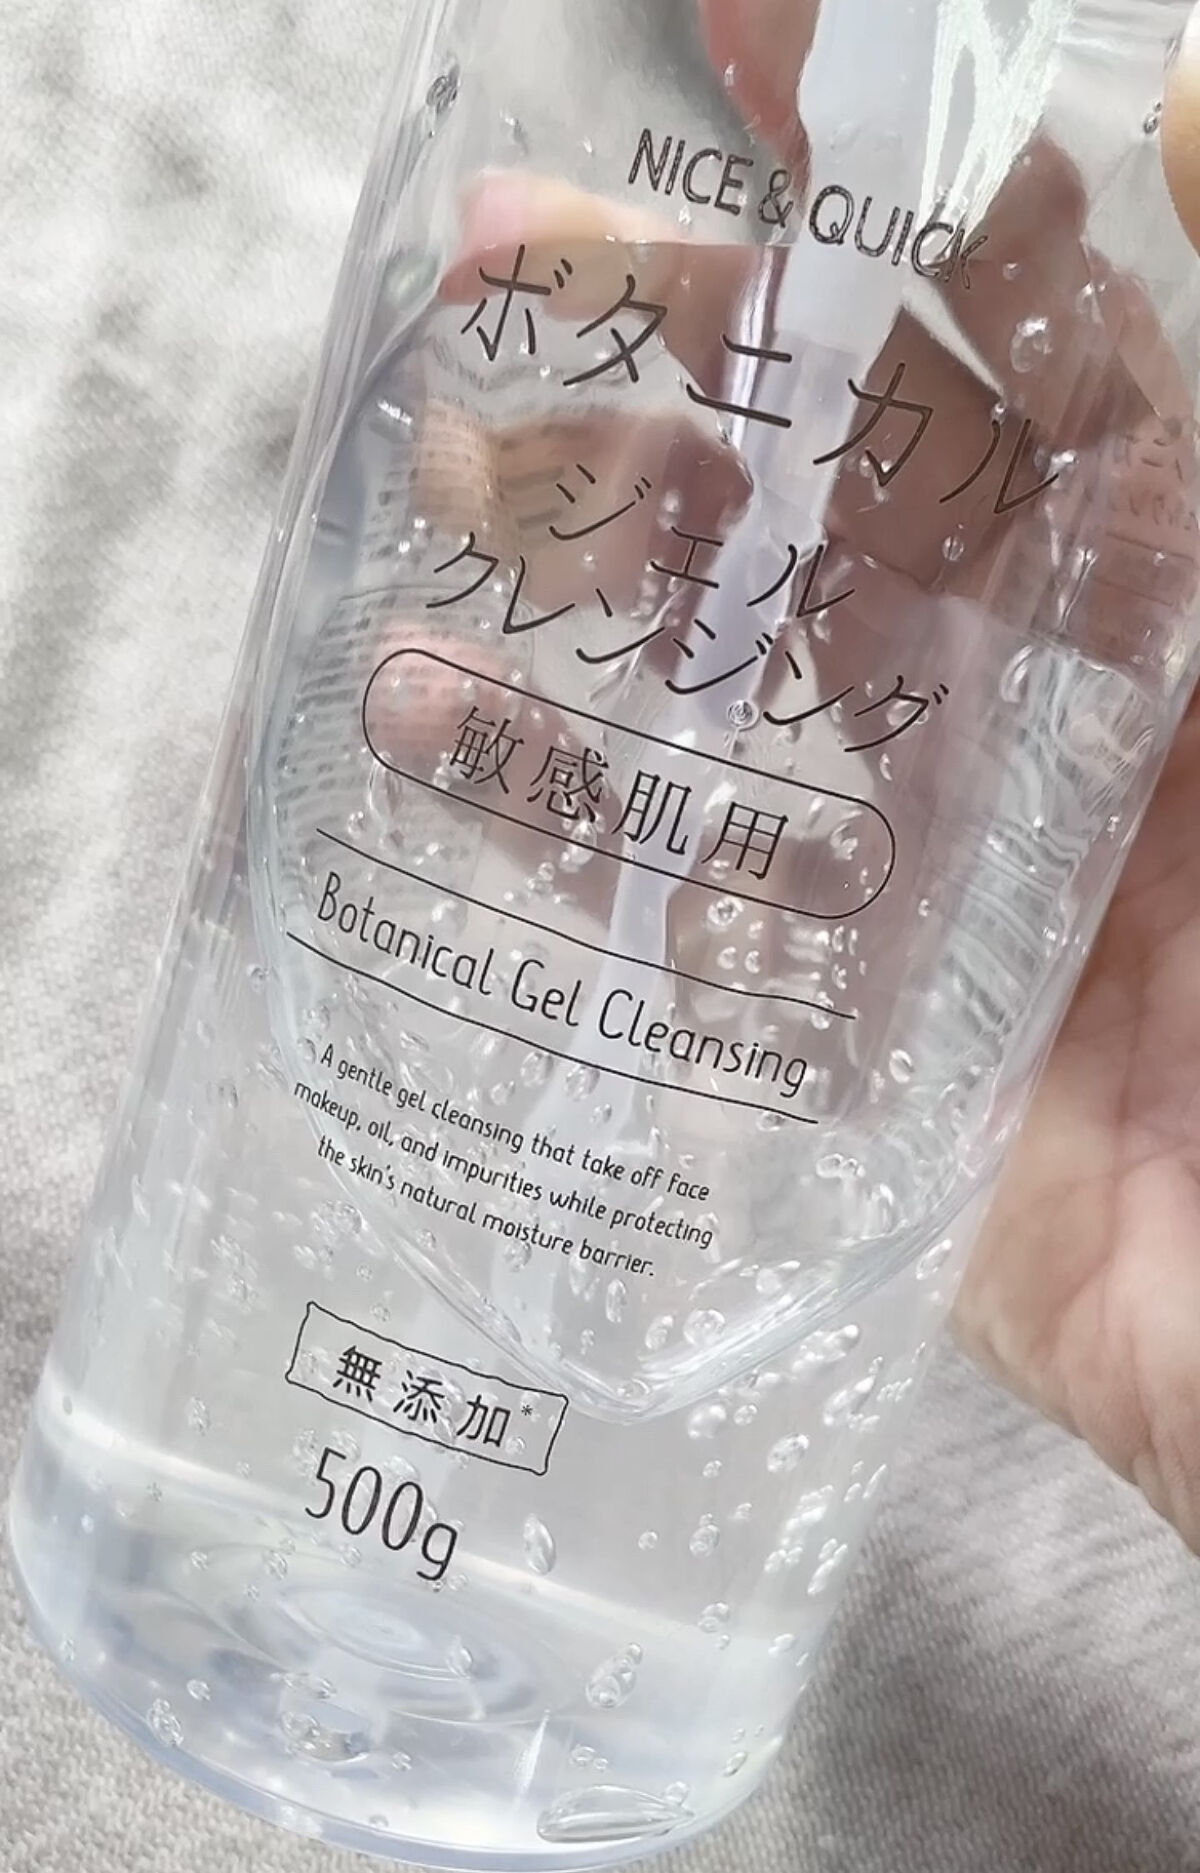 NICE & QUICK
ボタニカル
ジェル
クレンジング
敏感肌用
Botanical Gel Cleansing
A gentle gel cleansing that take off face
makeup, oil, and impurities while protecting
the skin's natural moisture barrier.
無添加*
500g